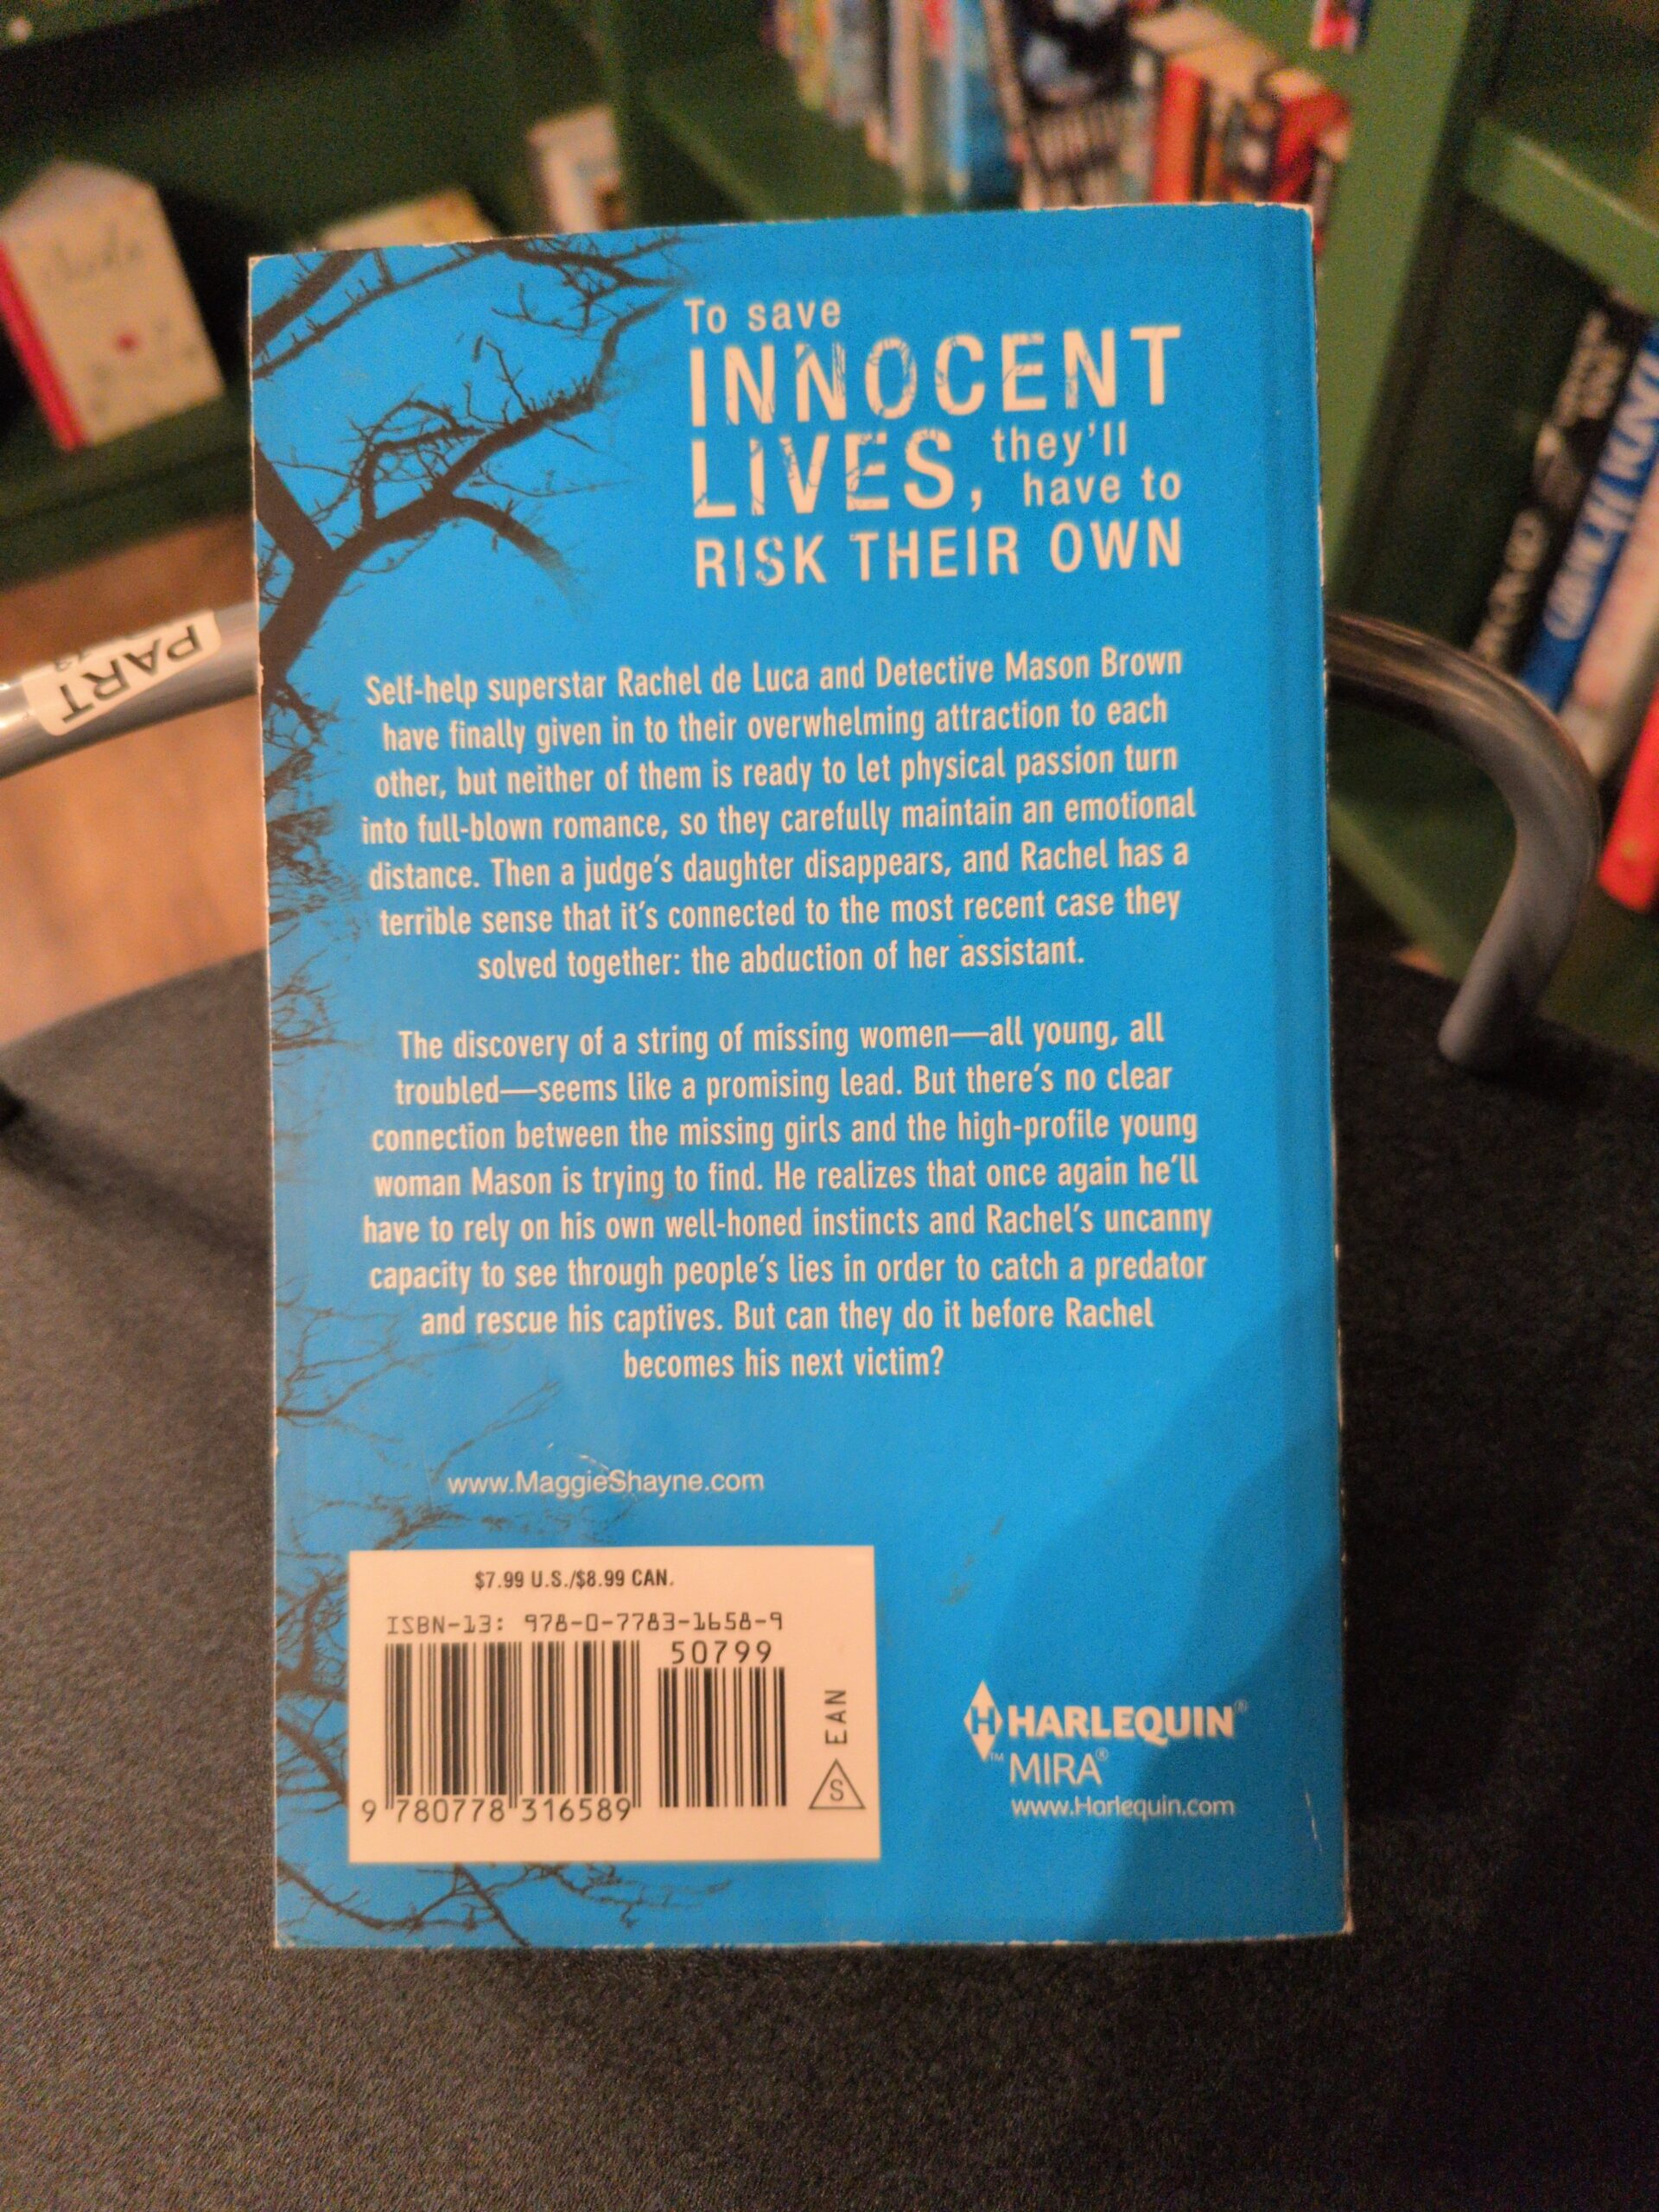 To save
INNOCENT
LIVES, they'll
have to
RISK THEIR OWN
Self-help superstar Rachel de Luca and Detective Mason Brown
have finally given in to their overwhelming attraction to each
other, but neither of them is ready to let physical passion turn
into full-blown romance, so they carefully maintain an emotional
distance. Then a judge's daughter disappears, and Rachel has a
terrible sense that it's connected to the most recent case they
solved together: the abduction of her assistant.
The discovery of a string of missing women—all young, all
troubled—seems like a promising lead. But there's no clear
connection between the missing girls and the high-profile young
woman Mason is trying to find. He realizes that once again he'll
have to rely on his own well-honed instincts and Rachel's uncanny
capacity to see through people's lies in order to catch a predator
and rescue his captives. But can they do it before Rachel
becomes his next victim?
www.MaggieShayne.com
$7.99 U.S./$8.99 CAN.
ISBN-13: 978-0-7783-1658-9
50799
9 780778 316589
EAN
S
H HARLEQUIN®
™ MIRA®
www.Harlequin.com
PART